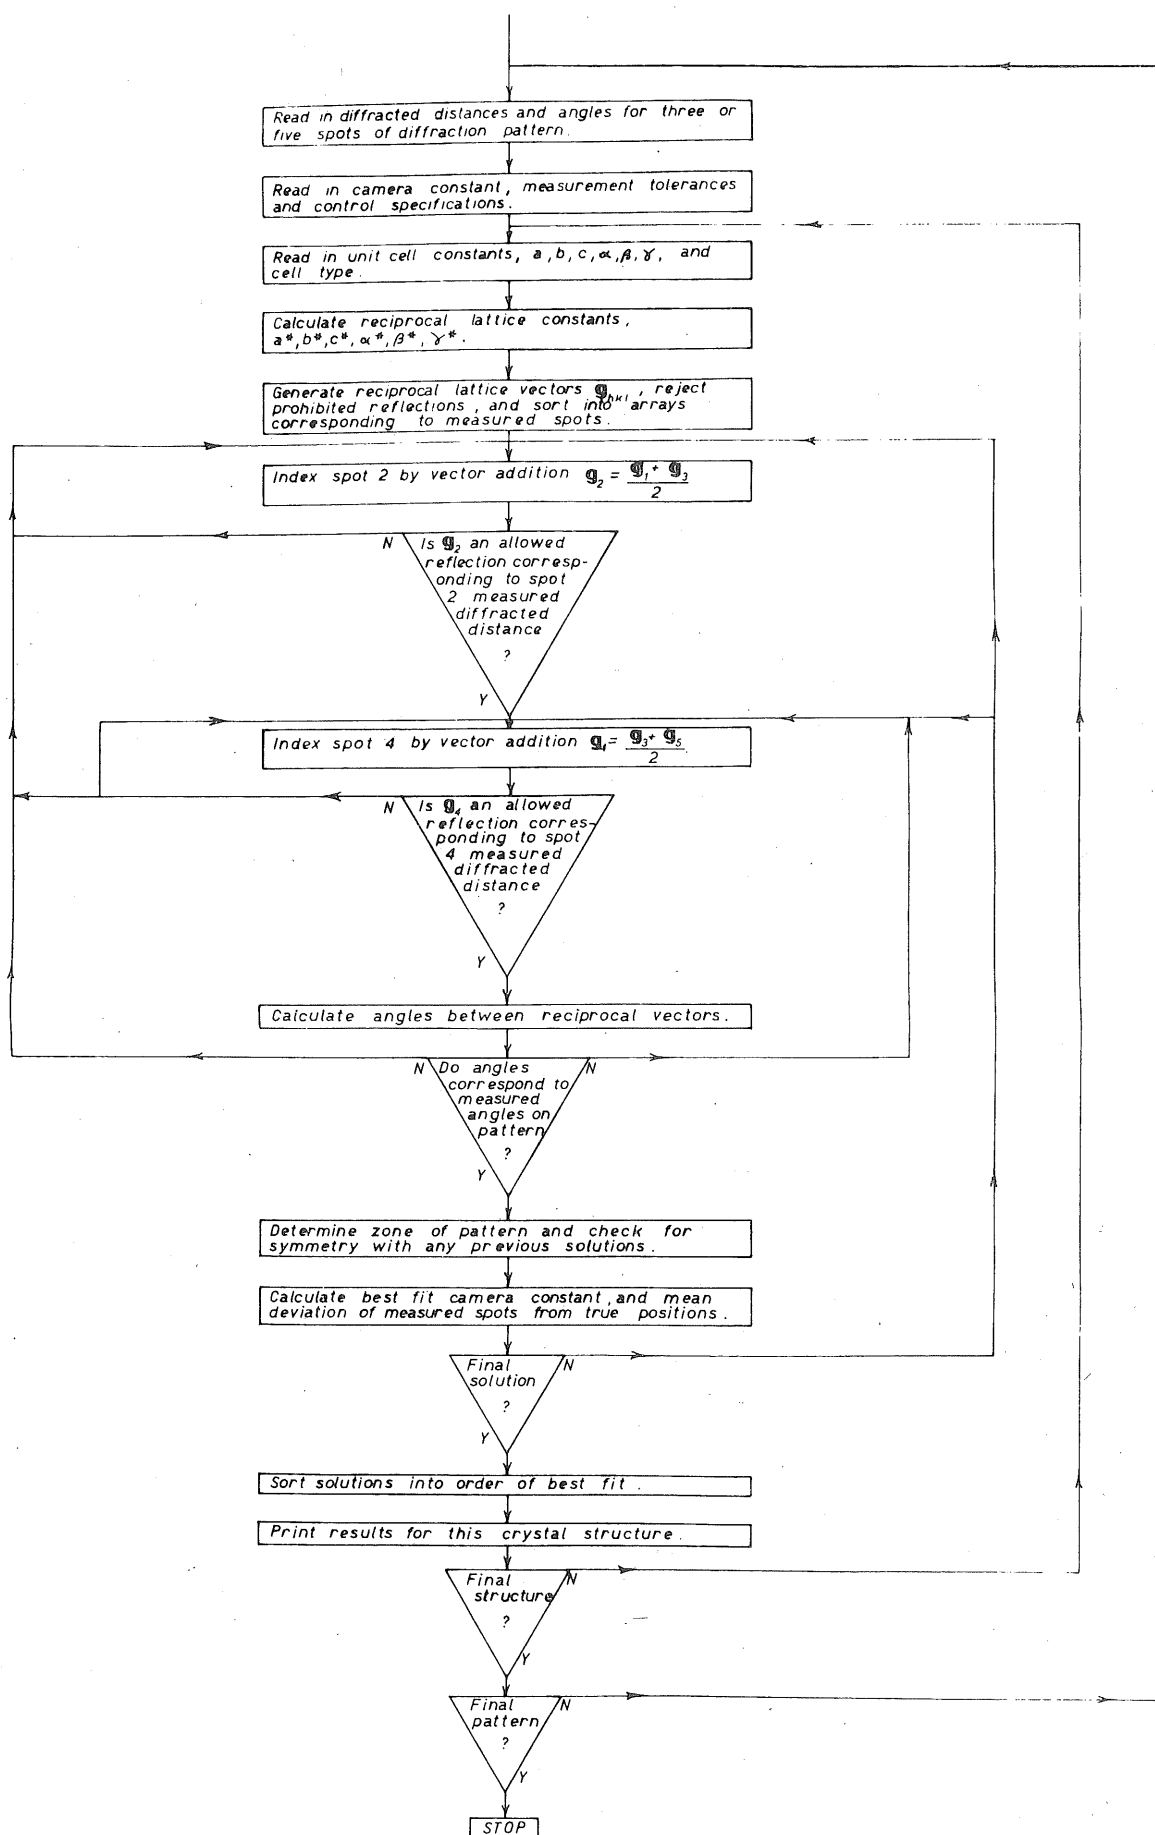 Read in diffracted distances and angles for three or
five spots of diffraction pattern.
Read in camera constant, measurement tolerances
and control specifications.
Read in unit cell constants, a, b, c, α, β, γ, and
cell type.
Calculate reciprocal lattice constants,
a*, b*, c*, α*, β*, γ*.
Generate reciprocal lattice vectors g_hkl, reject
prohibited reflections, and sort into arrays
corresponding to measured spots.
Index spot 2 by vector addition g₂ = (g₁ + g₃)/2
N
Is g₂ an allowed
reflection corresp-
onding to spot
2 measured
diffracted
distance
?
Y
Index spot 4 by vector addition g₄ = (g₃ + g₅)/2
N
Is g₄ an allowed
reflection corres-
ponding to spot
4 measured
diffracted
distance
?
Y
Calculate angles between reciprocal vectors.
N
Do angles
N
correspond to
measured
angles on
pattern
?
Y
Determine zone of pattern and check for
symmetry with any previous solutions.
Calculate best fit camera constant, and mean
deviation of measured spots from true positions.
Final
N
solution
?
Y
Sort solutions into order of best fit.
Print results for this crystal structure.
Final
N
structure
?
Y
Final
N
pattern
?
Y
STOP